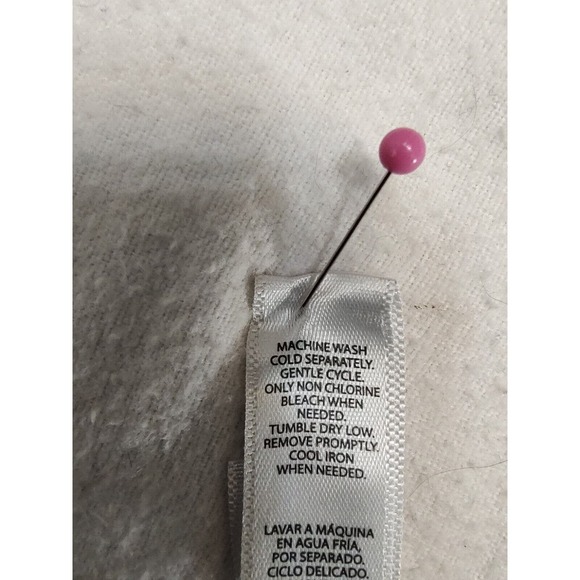 MACHINE WASH
COLD SEPARATELY.
GENTLE CYCLE.
ONLY NON CHLORINE
BLEACH WHEN
NEEDED.
TUMBLE DRY LOW.
REMOVE PROMPTLY.
COOL IRON
WHEN NEEDED.
LAVAR A MÁQUINA
EN AGUA FRÍA,
POR SEPARADO.
CICLO DELICADO.